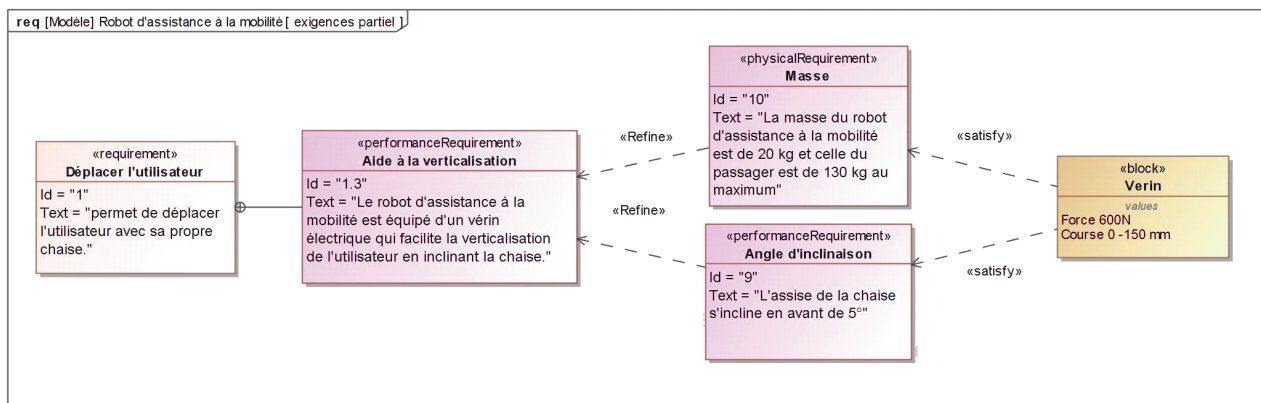 req [Modèle] Robot d'assistance à la mobilité [ exigences partiel ]
«requirement»
Déplacer l'utilisateur
Id = "1"
Text = "permet de déplacer
l'utilisateur avec sa propre
chaise."
«performanceRequirement»
Aide à la verticalisation
Id = "1.3"
Text = "Le robot d'assistance à la
mobilité est équipé d'un vérin
électrique qui facilite la verticalisation
de l'utilisateur en inclinant la chaise."
«Refine»
«Refine»
«physicalRequirement»
Masse
Id = "10"
Text = "La masse du robot
d'assistance à la mobilité
est de 20 kg et celle du
passager est de 130 kg au
maximum"
«performanceRequirement»
Angle d'inclinaison
Id = "9"
Text = "L'assise de la chaise
s'incline en avant de 5°"
«satisfy»
«satisfy»
«block»
Verin
values
Force 600N
Course 0 -150 mm